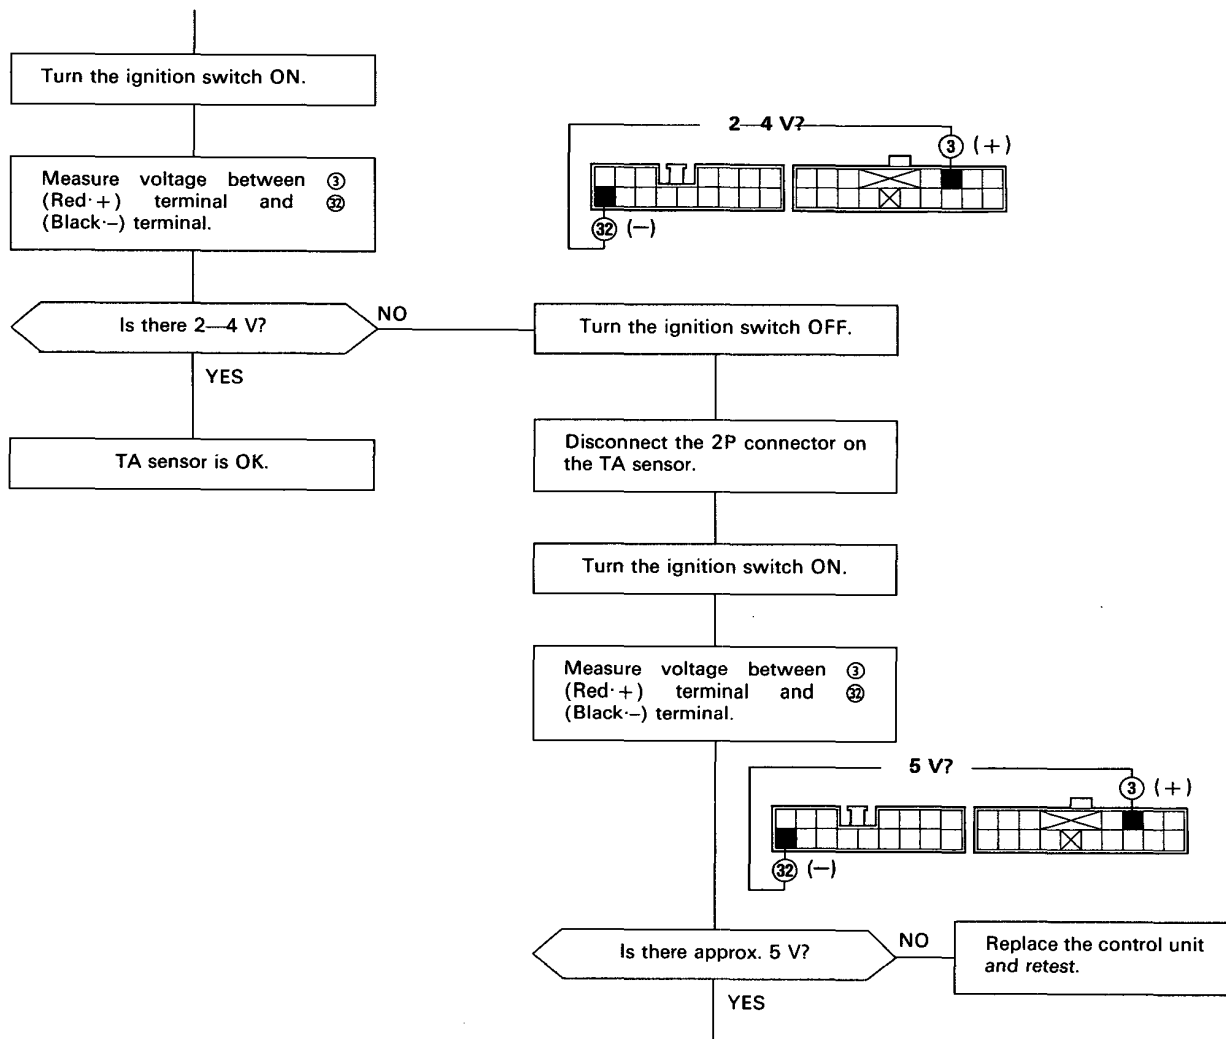 Turn the ignition switch ON.
Measure voltage between ③
(Red·+) terminal and ㉜
(Black·–) terminal.
2—4 V?
③ (+)
㉜ (—)
Is there 2—4 V?
NO
YES
TA sensor is OK.
Turn the ignition switch OFF.
Disconnect the 2P connector on
the TA sensor.
Turn the ignition switch ON.
Measure voltage between ③
(Red·+) terminal and ㉜
(Black·–) terminal.
5 V?
③ (+)
㉜ (—)
Is there approx. 5 V?
NO
YES
Replace the control unit
and retest.